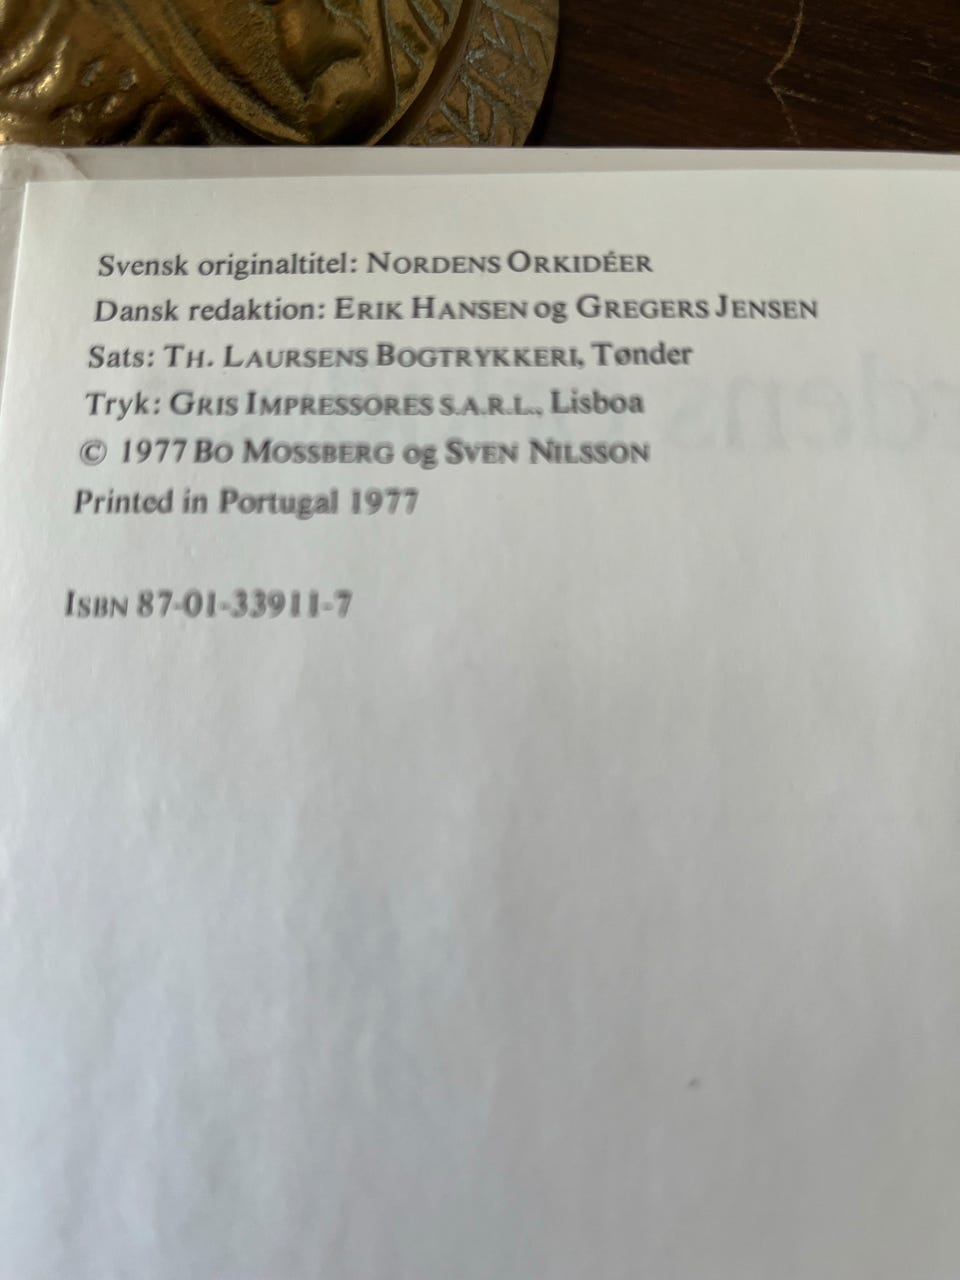 Svensk originaltitel: NORDENS ORKIDÉER
Dansk redaktion: ERIK HANSEN og GREGERS JENSEN
Sats: TH. LAURSENS BOGTRYKKERI, Tønder
Tryk: GRIS IMPRESSORES S.A.R.L., Lisboa
© 1977 BO MOSSBERG og SVEN NILSSON
Printed in Portugal 1977
ISBN 87-01-33911-7